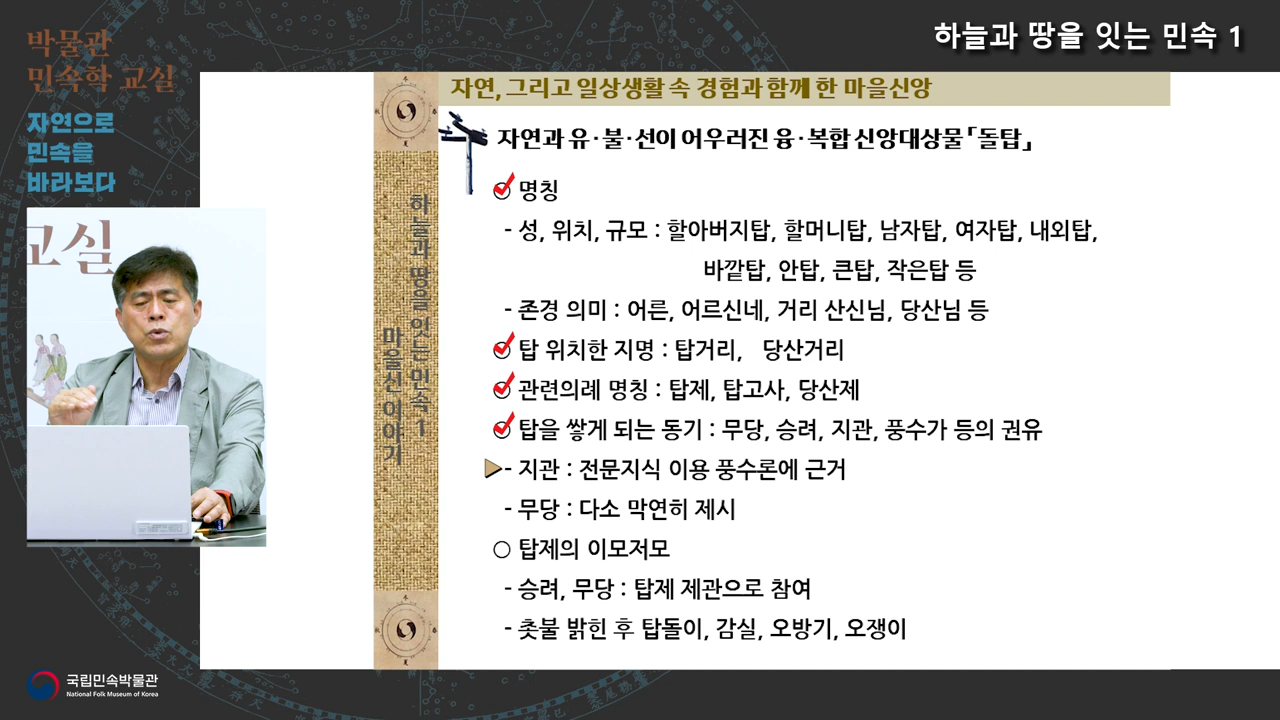 하늘과 땅을 잇는 민속 1
박물관
민속학 교실
자연으로
민속을
바라보다
교실
하늘과 땅을 잇는 민속 1
마을신 이야기
자연, 그리고 일상생활 속 경험과 함께 한 마을신앙
자연과 유·불·선이 어우러진 융·복합 신앙대상물「돌탑」
명칭
- 성, 위치, 규모 : 할아버지탑, 할머니탑, 남자탑, 여자탑, 내외탑,
바깥탑, 안탑, 큰탑, 작은탑 등
- 존경 의미 : 어른, 어르신네, 거리 산신님, 당산님 등
탑 위치한 지명 : 탑거리, 당산거리
관련의례 명칭 : 탑제, 탑고사, 당산제
탑을 쌓게 되는 동기 : 무당, 승려, 지관, 풍수가 등의 권유
- 지관 : 전문지식 이용 풍수론에 근거
- 무당 : 다소 막연히 제시
○ 탑제의 이모저모
- 승려, 무당 : 탑제 제관으로 참여
- 촛불 밝힌 후 탑돌이, 감실, 오방기, 오쟁이
국립민속박물관
National Folk Museum of Korea